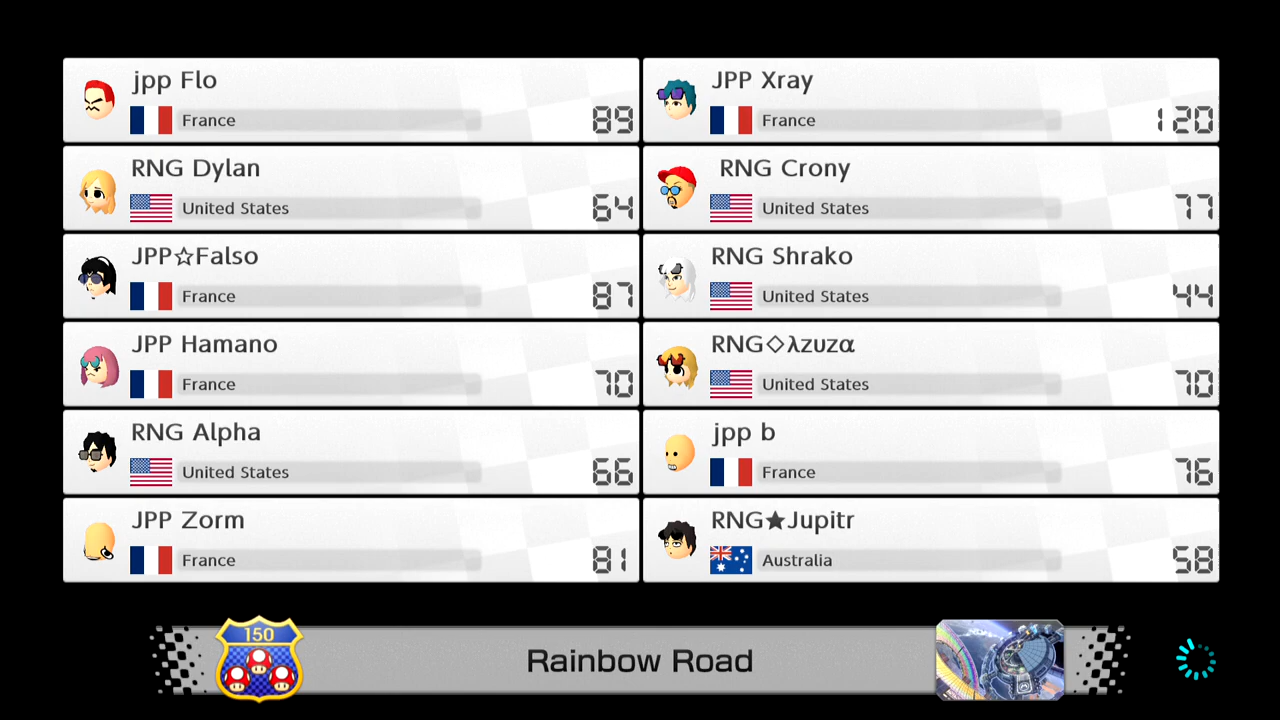 jpp Flo
France
89
JPP Xray
France
120
RNG Dylan
United States
64
RNG Crony
United States
77
JPP☆Falso
France
87
RNG Shrako
United States
44
JPP Hamano
France
70
RNG◇λzυzα
United States
70
RNG Alpha
United States
66
jpp b
France
76
JPP Zorm
France
81
RNG★Jupitr
Australia
58
150
Rainbow Road